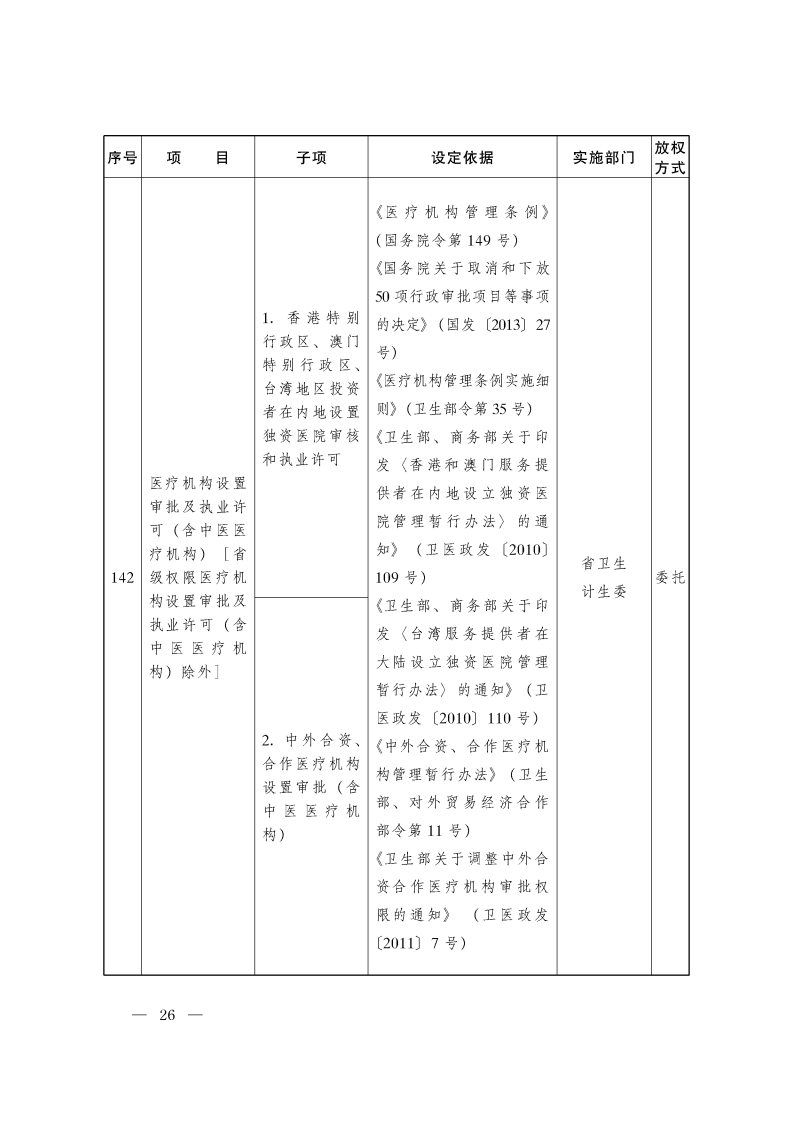 序号 项 目 子项 设定依据 实施部门 放权方式
142
医疗机构设置
审批及执业许
可（含中医医
疗机构）［省
级权限医疗机
构设置审批及
执业许可（含
中医医疗机
构）除外］
1. 香港特别
行政区、澳门
特别行政区、
台湾地区投资
者在内地设置
独资医院审核
和执业许可
2. 中外合资、
合作医疗机构
设置审批（含
中医医疗机
构）
《医疗机构管理条例》
（国务院令第 149 号）
《国务院关于取消和下放
50 项行政审批项目等事项
的决定》（国发〔2013〕27
号）
《医疗机构管理条例实施细
则》（卫生部令第 35 号）
《卫生部、商务部关于印
发〈香港和澳门服务提
供者在内地设立独资医
院管理暂行办法〉的通
知》（卫医政发〔2010〕
109 号）
《卫生部、商务部关于印
发〈台湾服务提供者在
大陆设立独资医院管理
暂行办法〉的通知》（卫
医政发〔2010〕110 号）
《中外合资、合作医疗机
构管理暂行办法》（卫生
部、对外贸易经济合作
部令第 11 号）
《卫生部关于调整中外合
资合作医疗机构审批权
限的通知》（卫医政发
〔2011〕7 号）
省卫生
计生委
委托
— 26 —